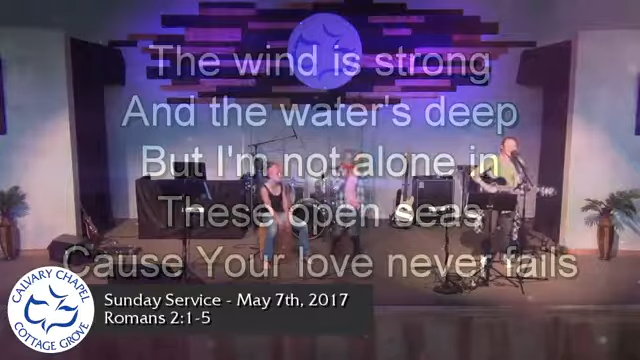 The wind is strong
And the water's deep
But I'm not alone in
These open seas
Cause Your love never fails
CALVARY CHAPEL
COTTAGE GROVE
Sunday Service - May 7th, 2017
Romans 2:1-5